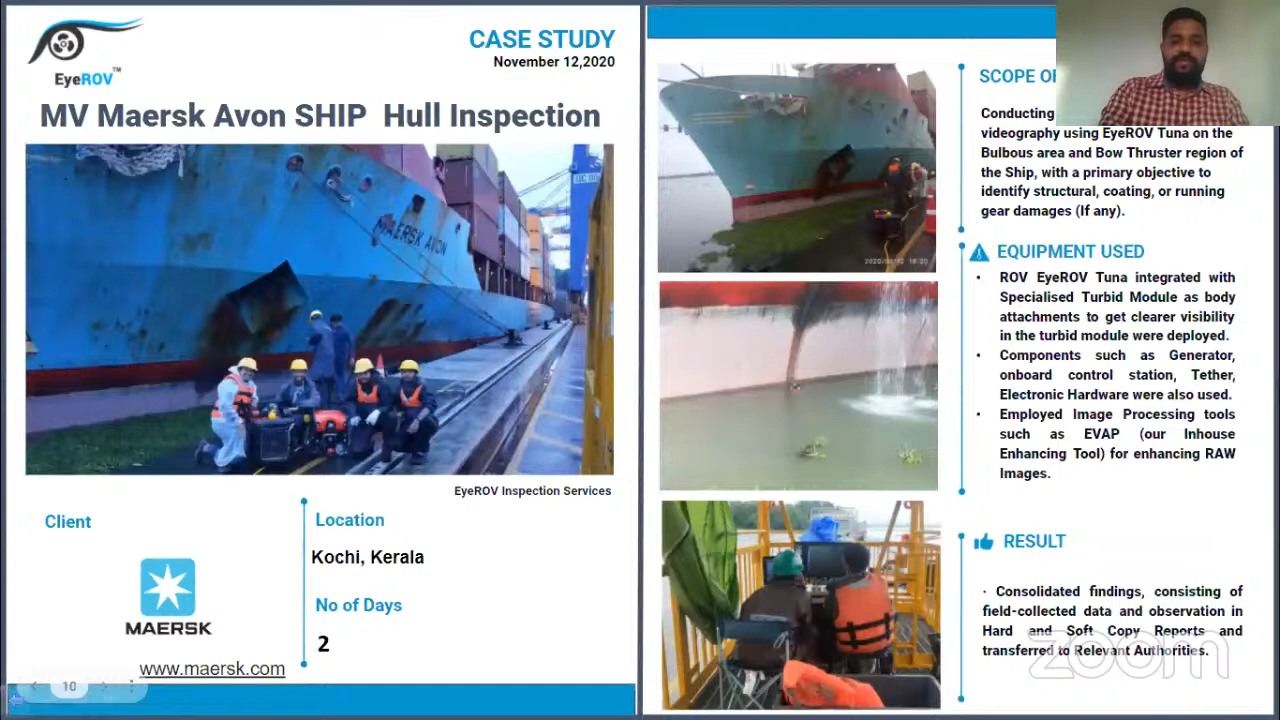 EyeROV™
CASE STUDY
November 12,2020
MV Maersk Avon SHIP Hull Inspection
MAERSK AVON
EyeROV Inspection Services
Client
MAERSK
www.maersk.com
Location
Kochi, Kerala
No of Days
2
10
SCOPE
Conducting
videography using EyeROV Tuna on the
Bulbous area and Bow Thruster region of
the Ship, with a primary objective to
identify structural, coating, or running
gear damages (If any).
EQUIPMENT USED
• ROV EyeROV Tuna integrated with
Specialised Turbid Module as body
attachments to get clearer visibility
in the turbid module were deployed.
• Components such as Generator,
onboard control station, Tether,
Electronic Hardware were also used.
• Employed Image Processing tools
such as EVAP (our Inhouse
Enhancing Tool) for enhancing RAW
Images.
RESULT
· Consolidated findings, consisting of
field-collected data and observation in
Hard and Soft Copy Reports and
transferred to Relevant Authorities.
zoom